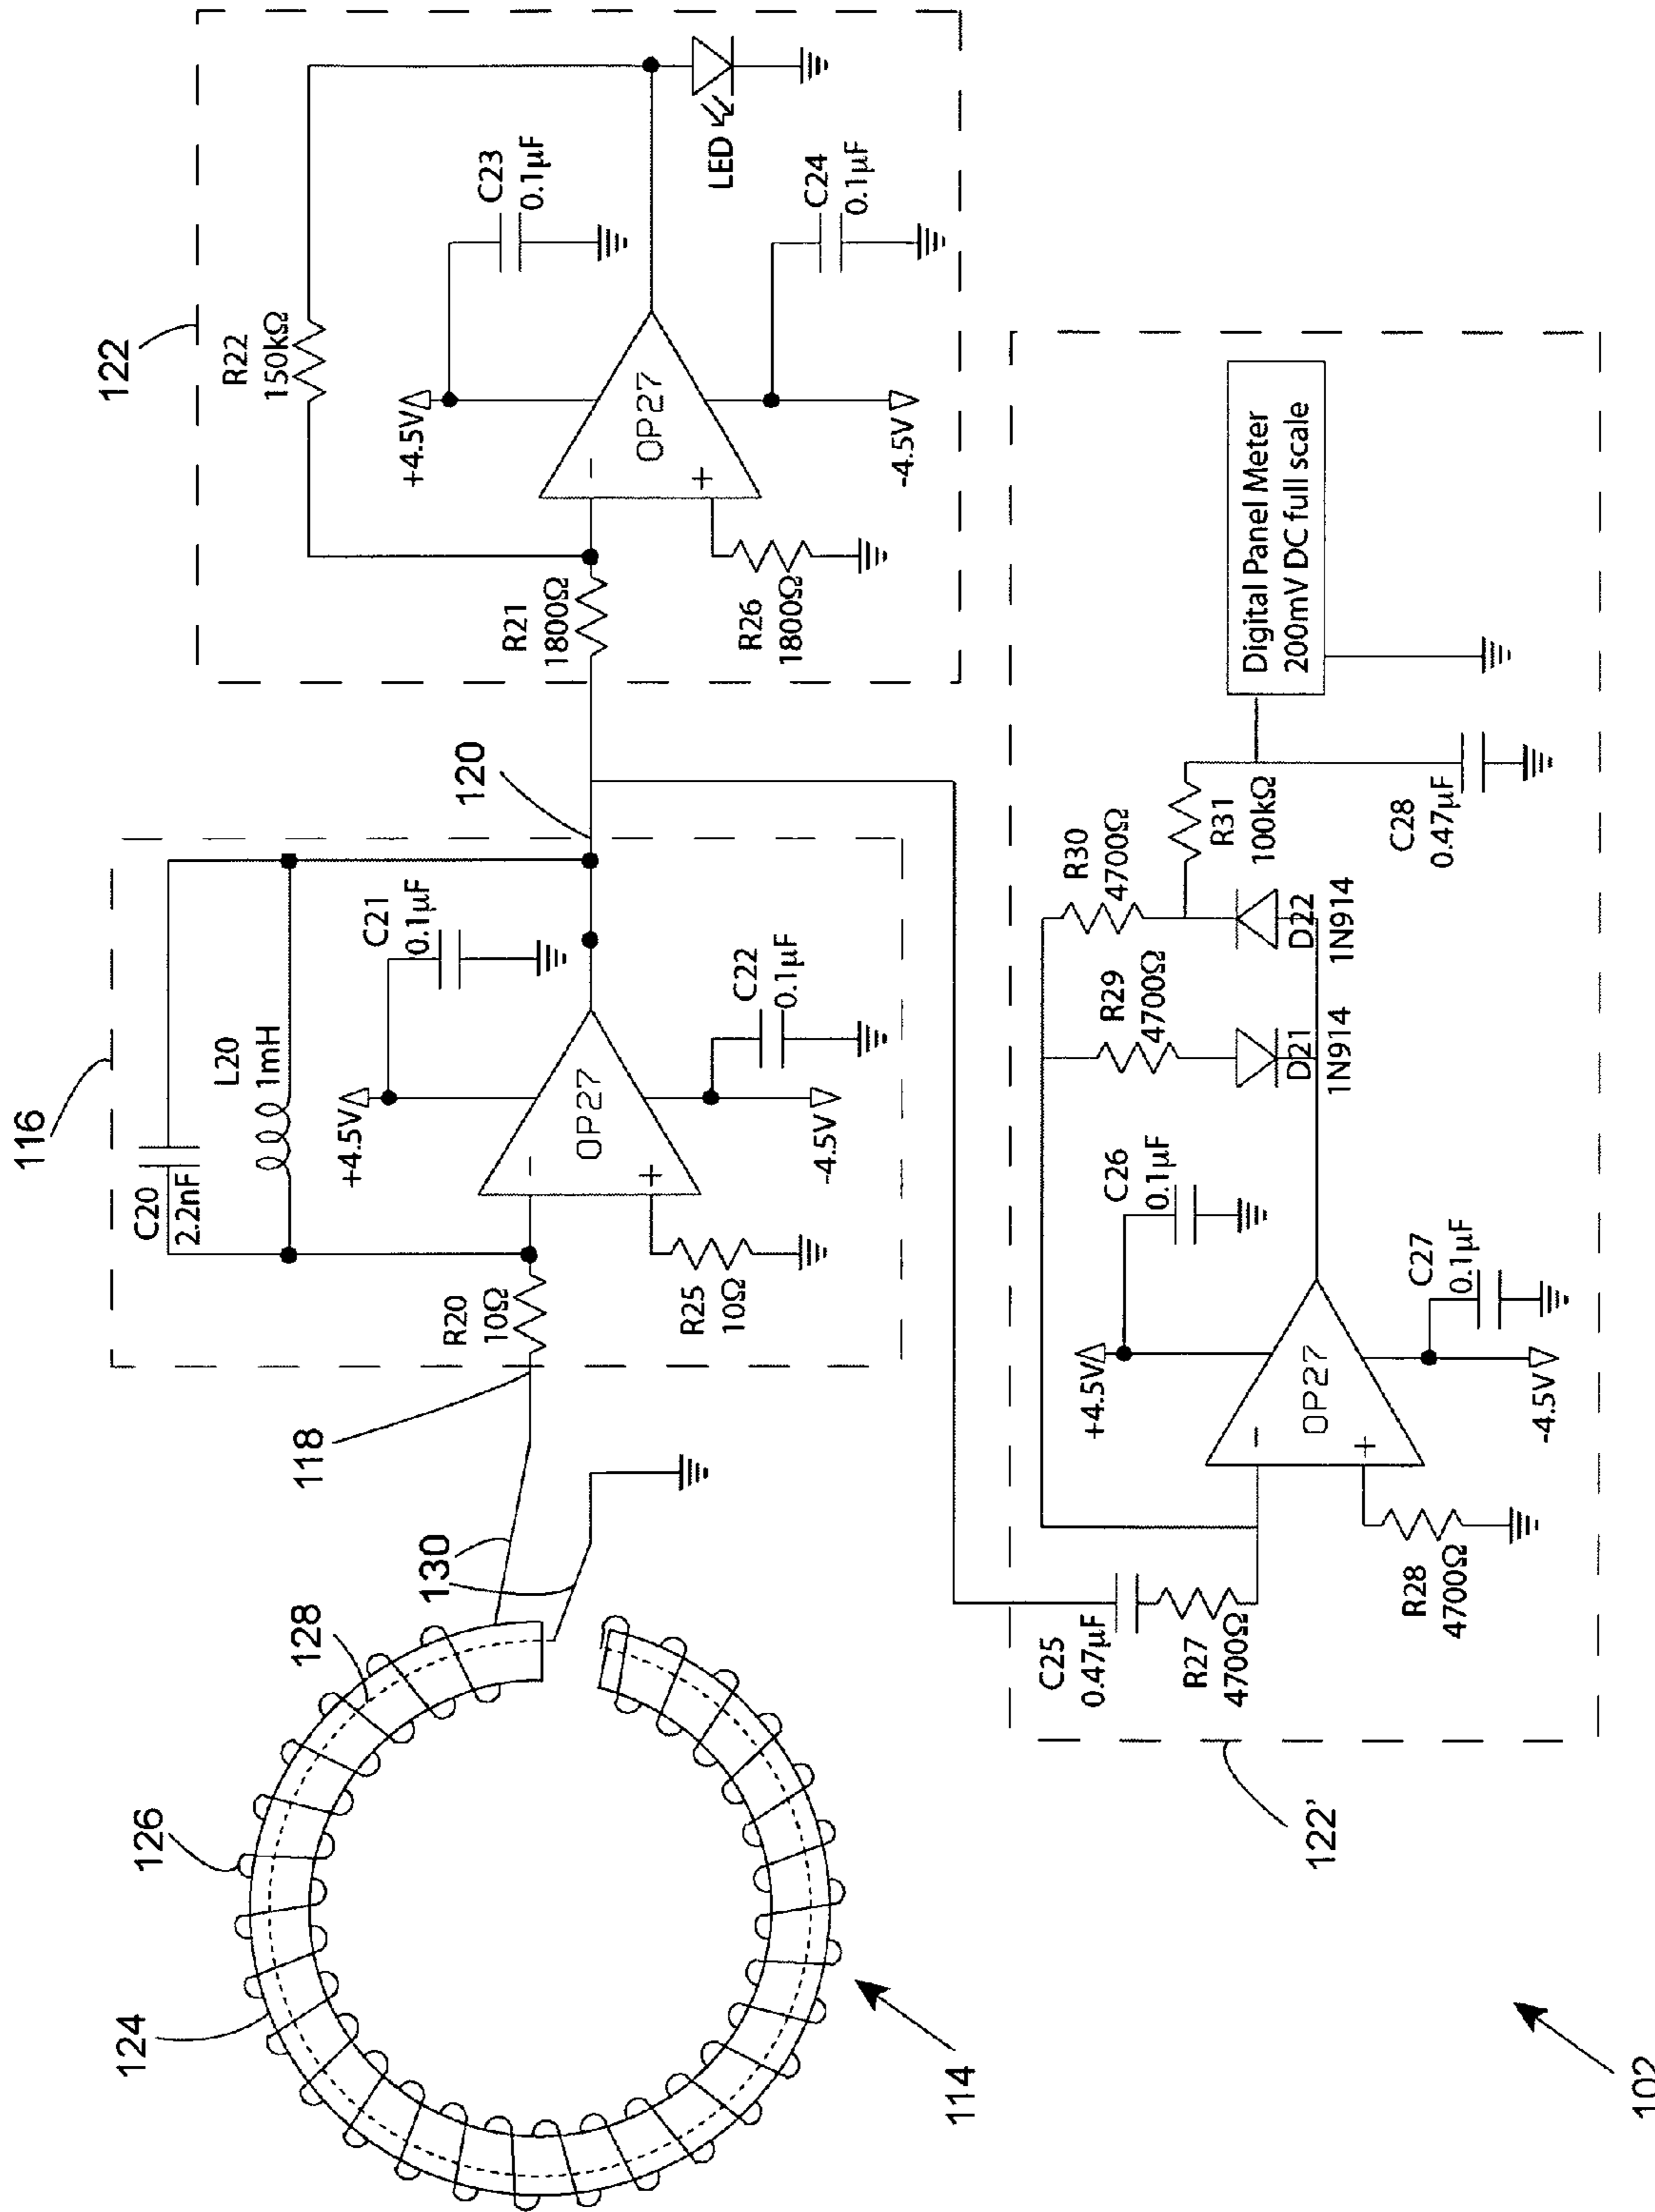 122
R22
150kΩ
+4.5V
C23
0.1µF
OP27
−
+
R21
1800Ω
R26
1800Ω
-4.5V
C24
0.1µF
LED
116
120
C20
2.2nF
L20
1mH
+4.5V
C21
0.1µF
OP27
−
+
R20
10Ω
R25
10Ω
-4.5V
C22
0.1µF
118
130
128
126
124
114
C25
0.47µF
R27
4700Ω
R28
4700Ω
+4.5V
C26
0.1µF
OP27
-
+
-4.5V
C27
0.1µF
R29
4700Ω
D21
1N914
R30
4700Ω
D22
1N914
R31
100kΩ
C28
0.47µF
Digital Panel Meter
200mV DC full scale
122'
102